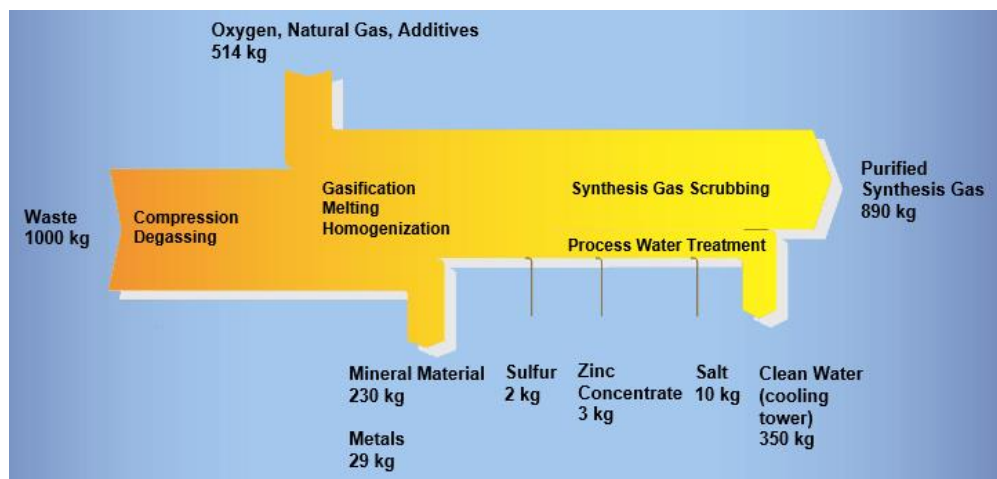 Oxygen, Natural Gas, Additives
514 kg
Waste
1000 kg
Compression
Degassing
Gasification
Melting
Homogenization
Synthesis Gas Scrubbing
Process Water Treatment
Purified
Synthesis Gas
890 kg
Mineral Material
230 kg
Metals
29 kg
Sulfur
2 kg
Zinc
Concentrate
3 kg
Salt
10 kg
Clean Water
(cooling
tower)
350 kg